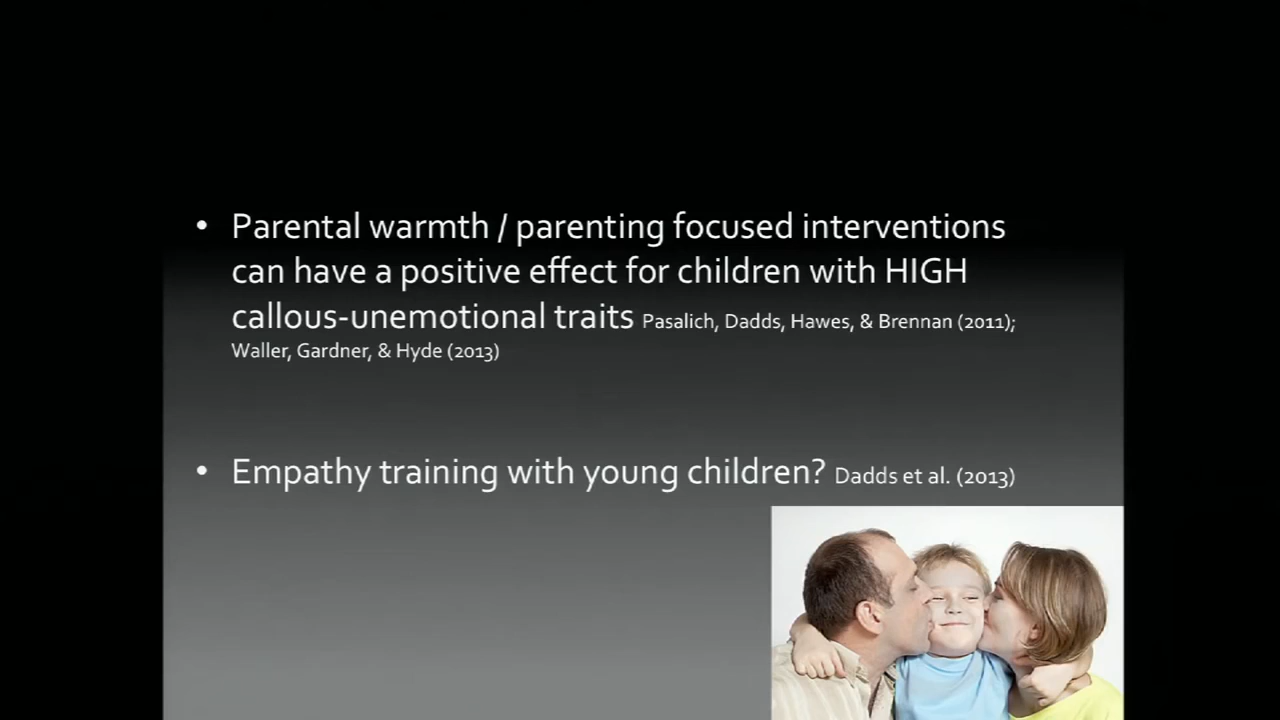 • Parental warmth / parenting focused interventions
can have a positive effect for children with HIGH
callous-unemotional traits Pasalich, Dadds, Hawes, & Brennan (2011);
Waller, Gardner, & Hyde (2013)
• Empathy training with young children? Dadds et al. (2013)